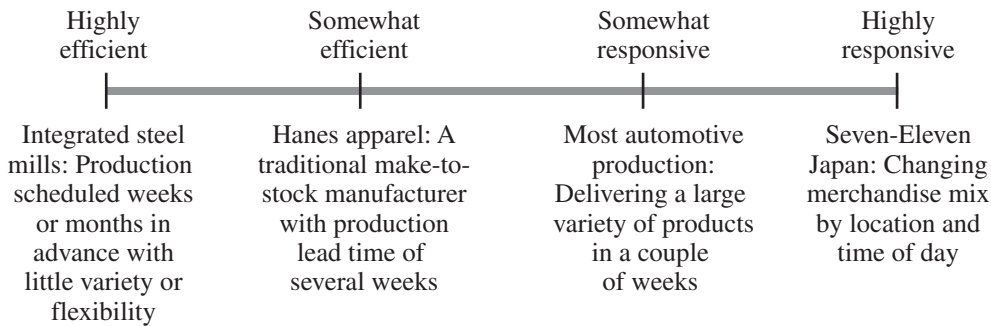 Highly
efficient
Somewhat
efficient
Somewhat
responsive
Highly
responsive
Integrated steel
mills: Production
scheduled weeks
or months in
advance with
little variety or
flexibility
Hanes apparel: A
traditional make-to-
stock manufacturer
with production
lead time of
several weeks
Most automotive
production:
Delivering a large
variety of products
in a couple
of weeks
Seven-Eleven
Japan: Changing
merchandise mix
by location and
time of day